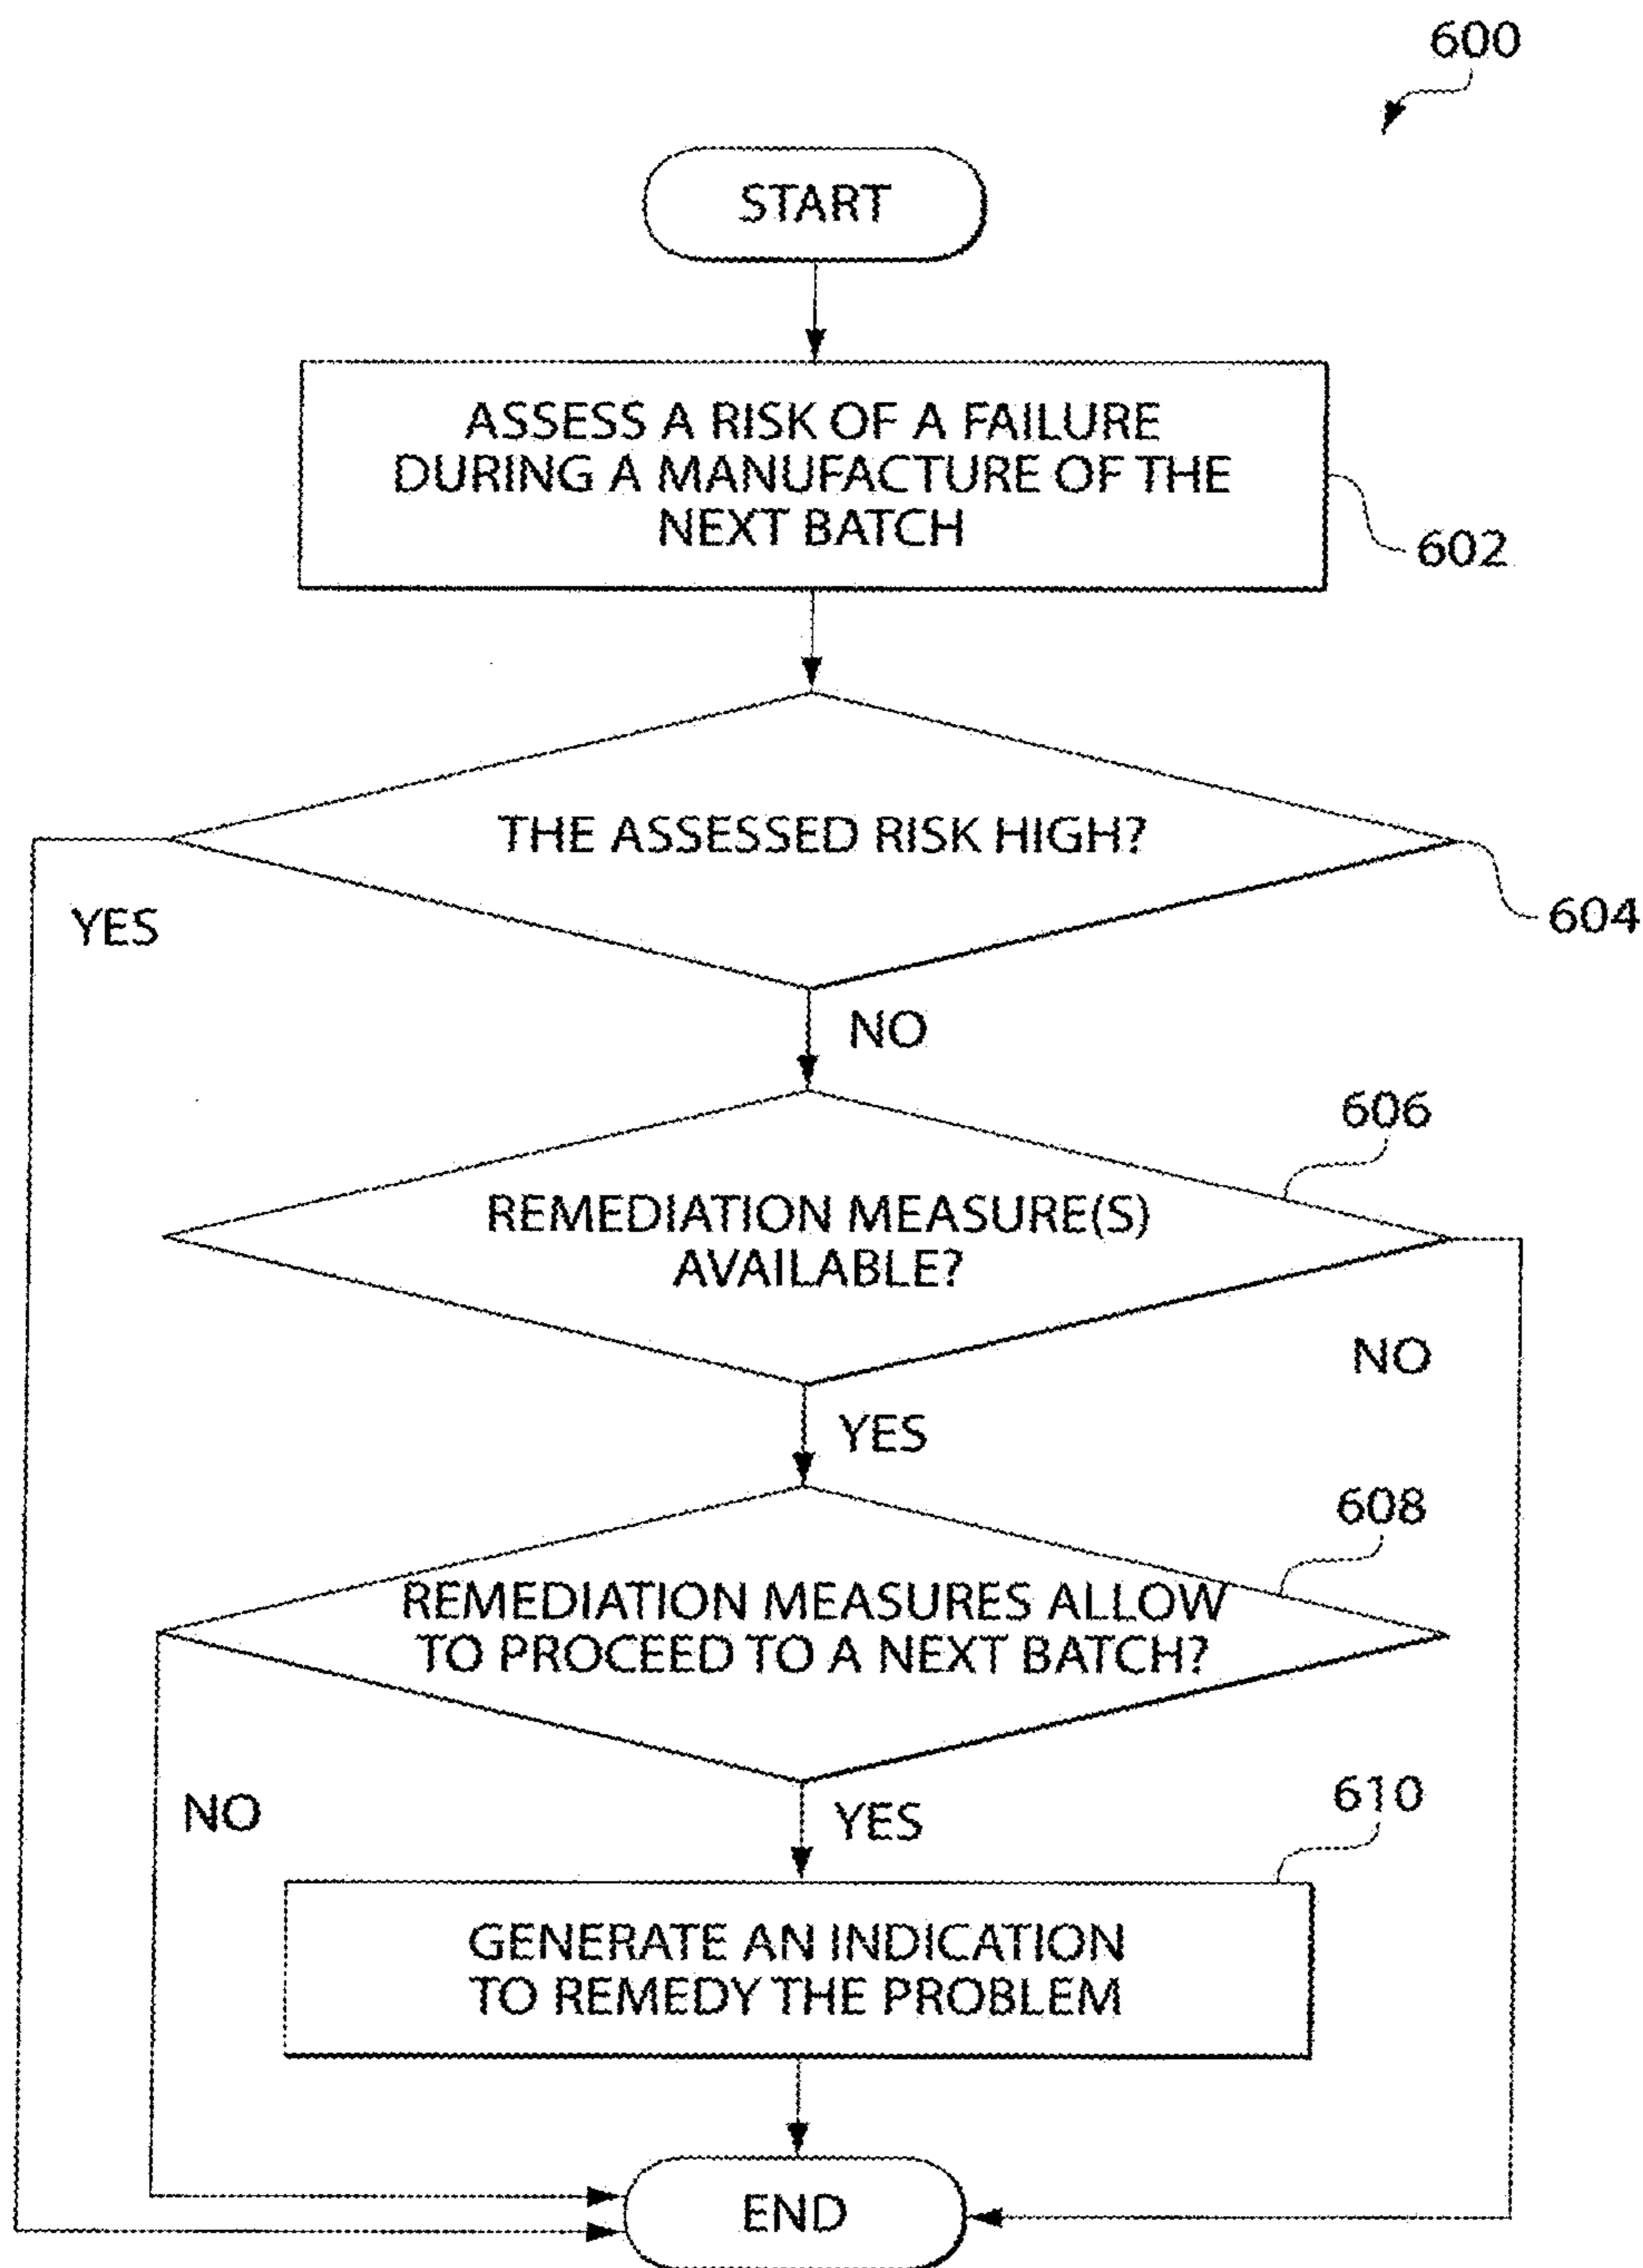 600
START
ASSESS A RISK OF A FAILURE
DURING A MANUFACTURE OF THE
NEXT BATCH
602
THE ASSESSED RISK HIGH?
YES
604
NO
606
REMEDIATION MEASURE(S)
AVAILABLE?
NO
YES
608
REMEDIATION MEASURES ALLOW
TO PROCEED TO A NEXT BATCH?
NO
YES
610
GENERATE AN INDICATION
TO REMEDY THE PROBLEM
END